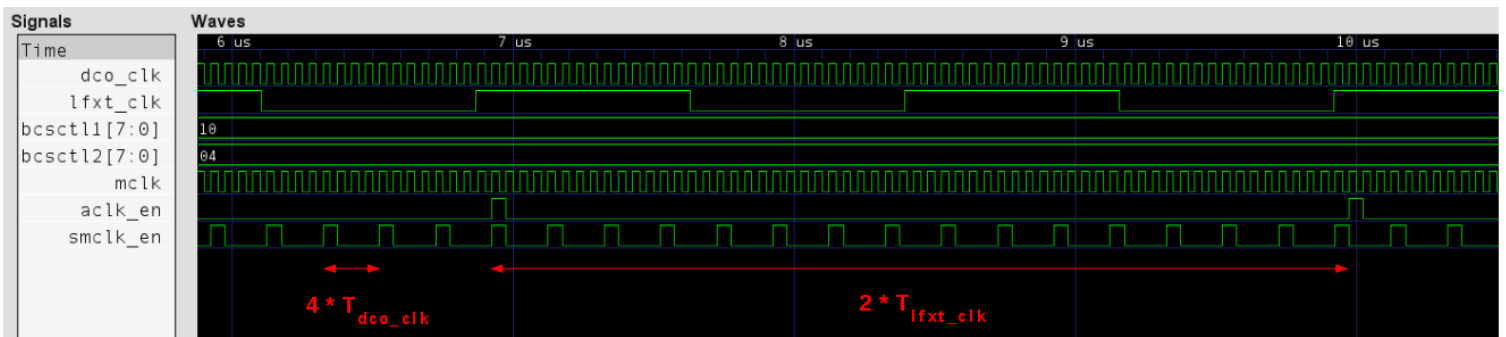 Signals Waves
Time 6 us 7 us 8 us 9 us 10 us
dco_clk
lfxt_clk
bcsctl1[7:0] 10
bcsctl2[7:0] 04
mclk
aclk_en
smclk_en
4 * Tdco_clk 2 * Tlfxt_clk